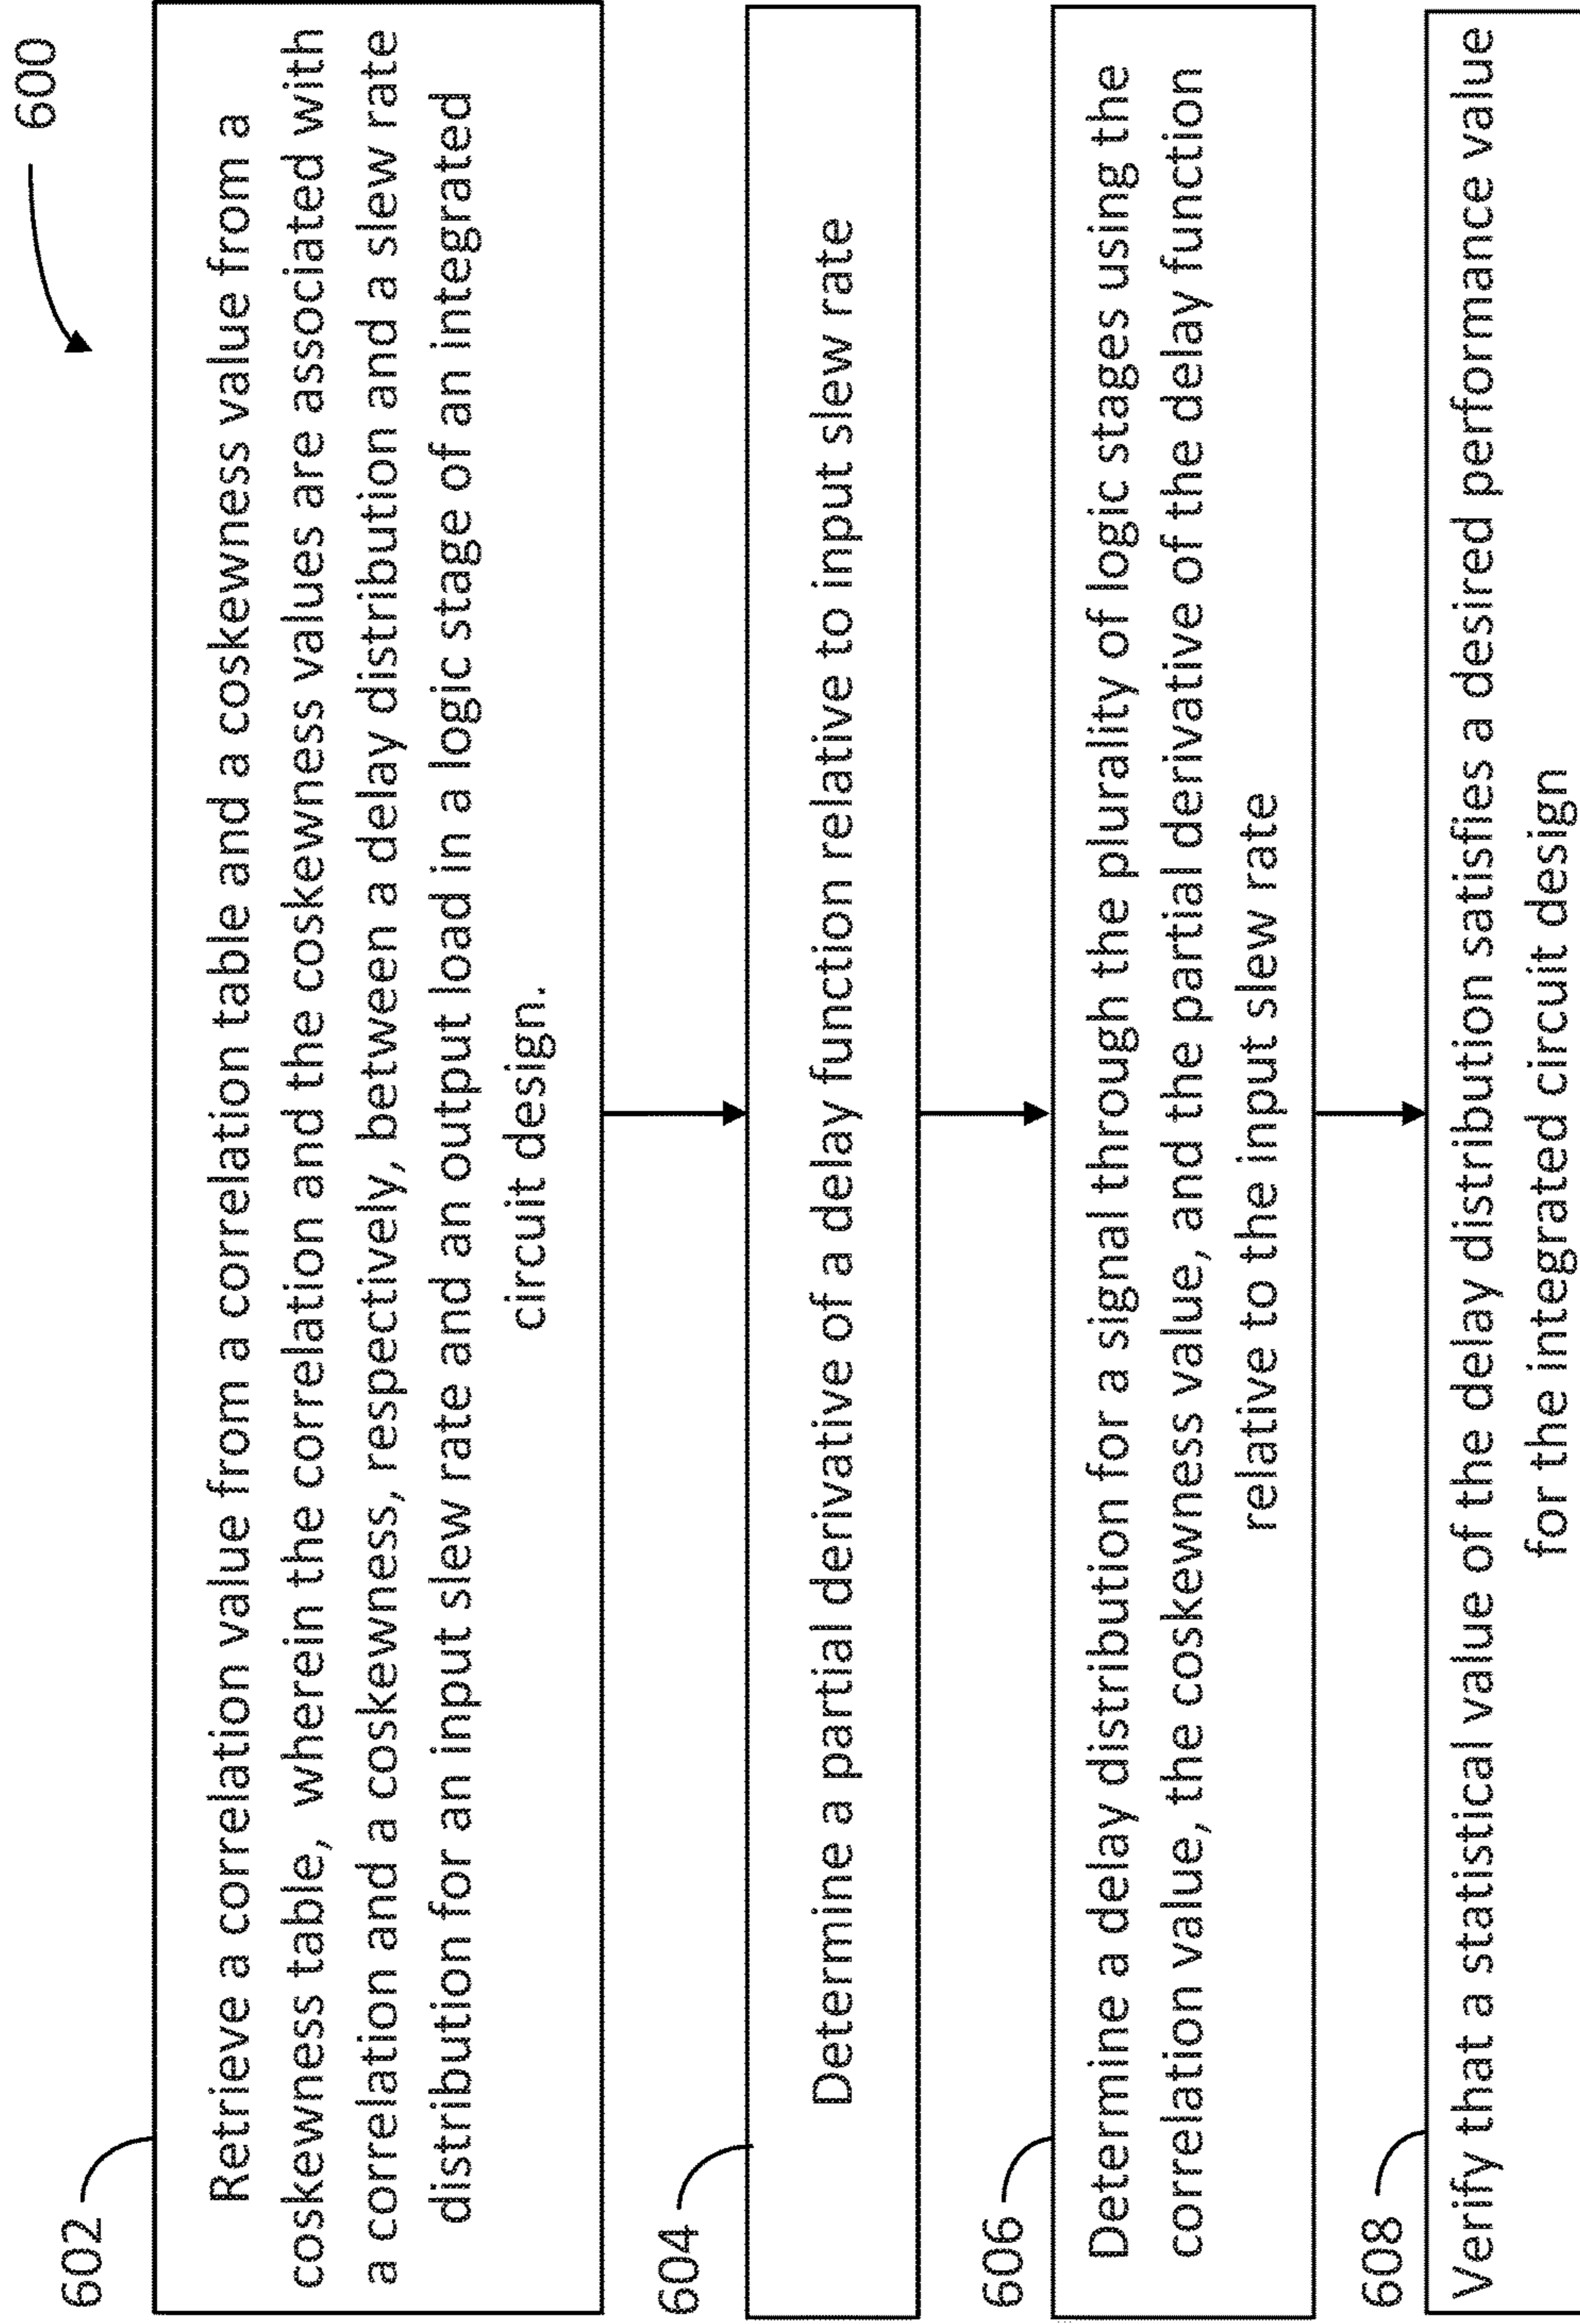 600
602
Retrieve a correlation value from a correlation table and a coskewness value from a
coskewness table, wherein the correlation and the coskewness values are associated with
a correlation and a coskewness, respectively, between a delay distribution and a slew rate
distribution for an input slew rate and an output load in a logic stage of an integrated
circuit design.
604
Determine a partial derivative of a delay function relative to input slew rate
606
Determine a delay distribution for a signal through the plurality of logic stages using the
correlation value, the coskewness value, and the partial derivative of the delay function
relative to the input slew rate
608
Verify that a statistical value of the delay distribution satisfies a desired performance value
for the integrated circuit design